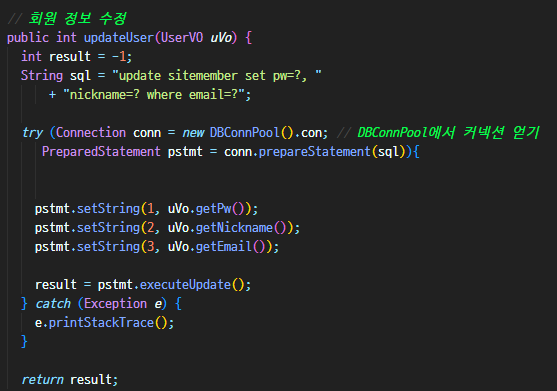 // 회원 정보 수정
public int updateUser(UserVO uVo) {
  int result = -1;
  String sql = "update sitemember set pw=?, "
      + "nickname=? where email=?";
  try (Connection conn = new DBConnPool().con; // DBConnPool에서 커넥션 얻기
     PreparedStatement pstmt = conn.prepareStatement(sql)){
    pstmt.setString(1, uVo.getPw());
    pstmt.setString(2, uVo.getNickname());
    pstmt.setString(3, uVo.getEmail());
    result = pstmt.executeUpdate();
  } catch (Exception e) {
    e.printStackTrace();
  }
  return result;